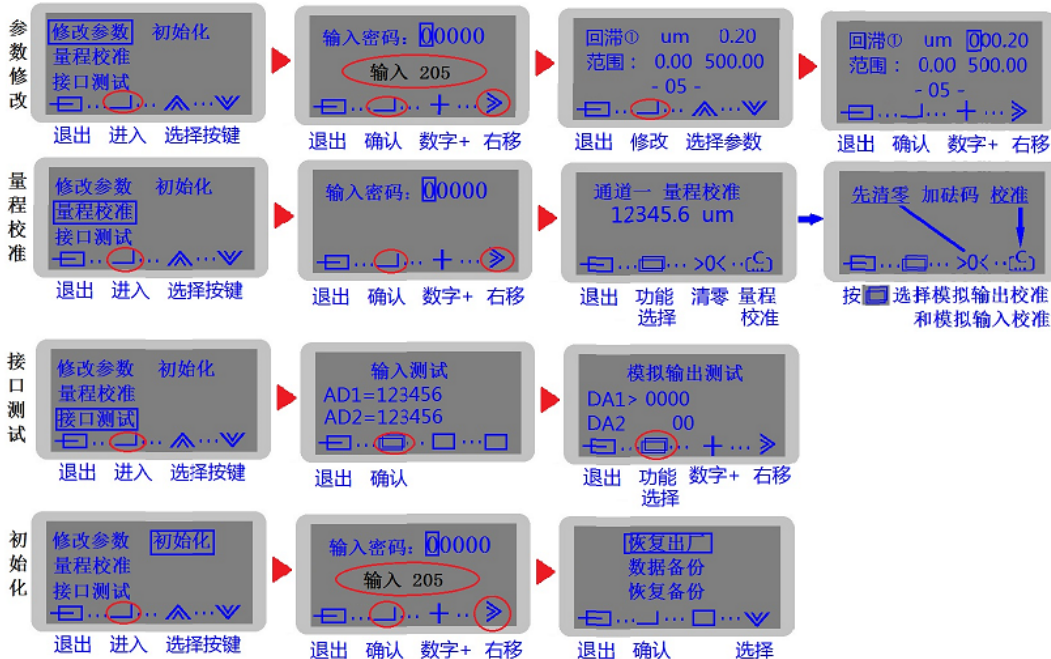 参数修改
修改参数 初始化
量程校准
接口测试
退出 进入 选择按键
输入密码：00000
输入 205
退出 确认 数字+ 右移
回滞① um 0.20
范围： 0.00 500.00
- 05 -
退出 修改 选择参数
回滞① um 000.20
范围： 0.00 500.00
- 05 -
退出 确认 数字+ 右移
量程校准
修改参数 初始化
量程校准
接口测试
退出 进入 选择按键
输入密码：00000
退出 确认 数字+ 右移
通道一 量程校准
12345.6 um
>0<
C
退出 功能选择 清零 量程校准
先清零 加砝码 校准
>0<
C
按 选择模拟输出校准
和模拟输入校准
接口测试
修改参数 初始化
量程校准
接口测试
退出 进入 选择按键
输入测试
AD1=123456
AD2=123456
退出 确认
模拟输出测试
DA1> 0000
DA2 00
退出 功能选择 数字+ 右移
初始化
修改参数 初始化
量程校准
接口测试
退出 进入 选择按键
输入密码：00000
输入 205
退出 确认 数字+ 右移
恢复出厂
数据备份
恢复备份
退出 确认 选择